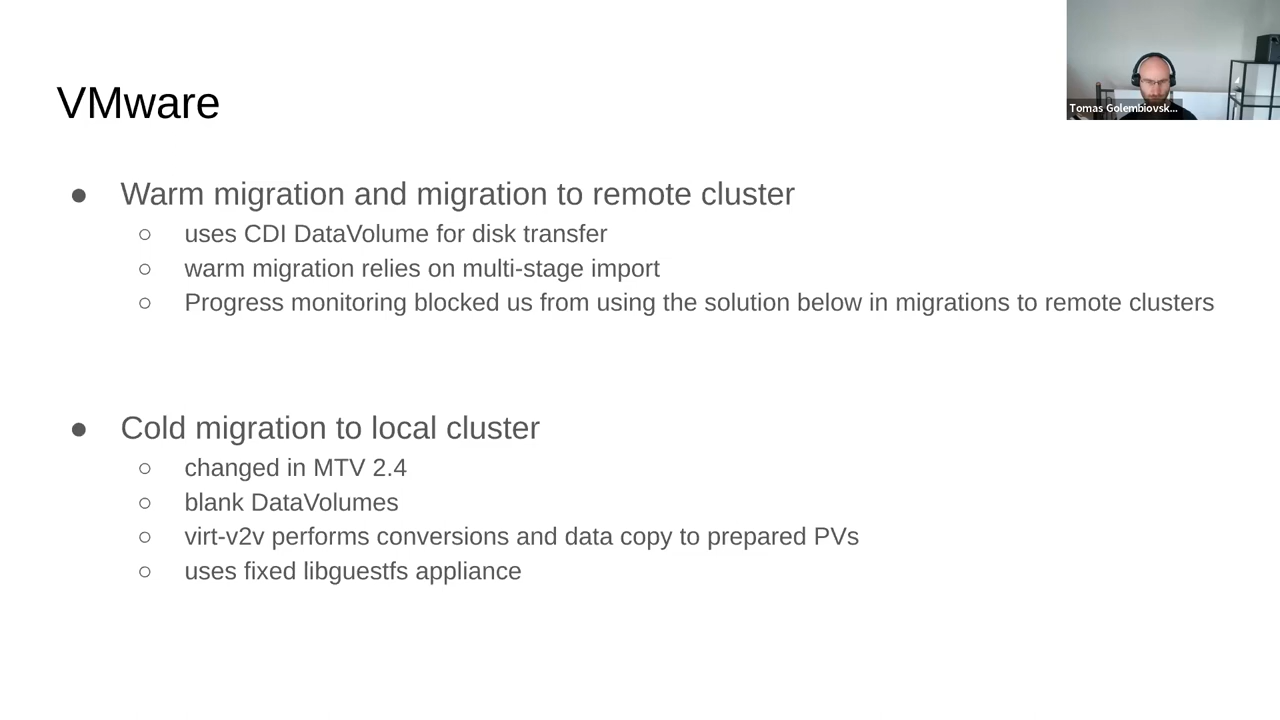 VMware
Tomas Golembiovsk...
● Warm migration and migration to remote cluster
○ uses CDI DataVolume for disk transfer
○ warm migration relies on multi-stage import
○ Progress monitoring blocked us from using the solution below in migrations to remote clusters
● Cold migration to local cluster
○ changed in MTV 2.4
○ blank DataVolumes
○ virt-v2v performs conversions and data copy to prepared PVs
○ uses fixed libguestfs appliance